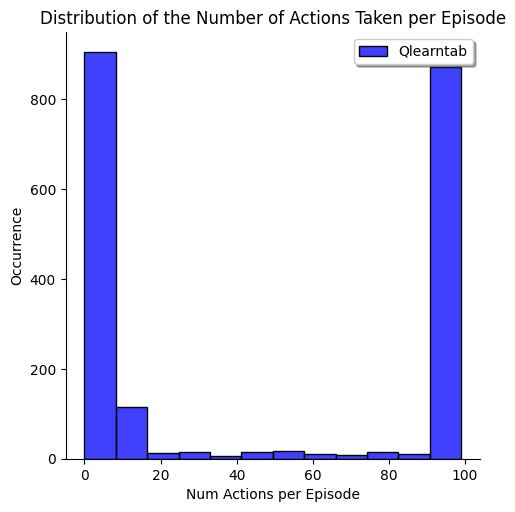 Distribution of the Number of Actions Taken per Episode
Qlearntab
800
600
400
200
0
Occurrence
0 20 40 60 80 100
Num Actions per Episode